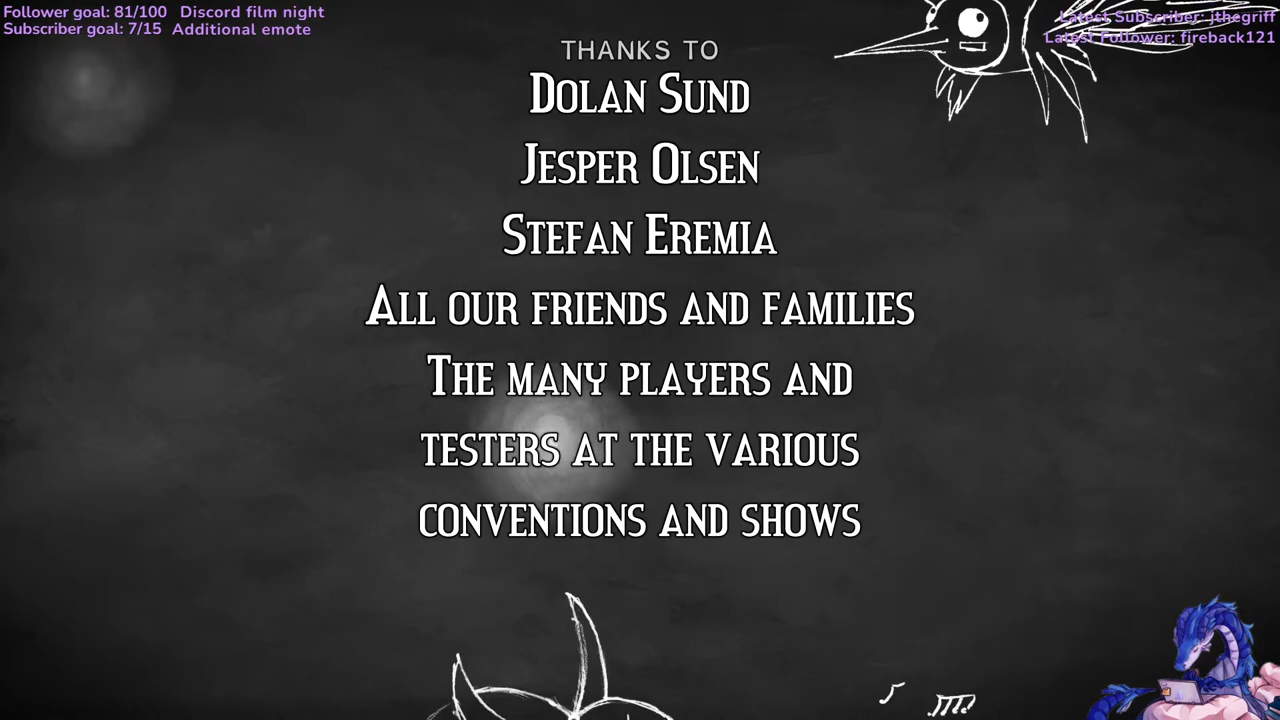 Follower goal: 81/100 Discord film night
Subscriber goal: 7/15 Additional emote
Latest Subscriber: jthegriff
Latest Follower: fireback121
THANKS TO
Dolan Sund
Jesper Olsen
Stefan Eremia
All our friends and families
The many players and
testers at the various
conventions and shows